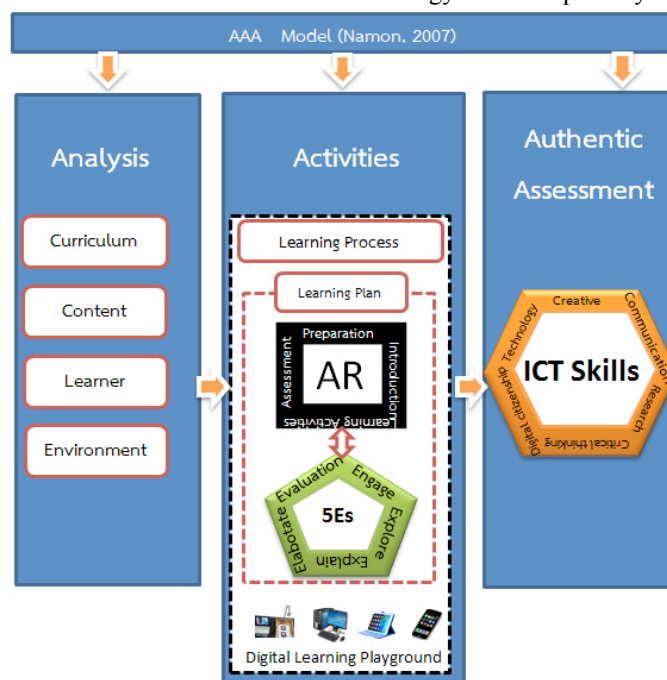 AAA Model (Namon, 2007)
Analysis
Curriculum
Content
Learner
Environment
Activities
Learning Process
Learning Plan
Preparation
Introduction
Learning Activities
Assessment
AR
Evaluation
Engage
Explore
Explain
Elabotate
5Es
Digital Learning Playground
Authentic
Assessment
Creative
Communication
Research
Critical thinking
Digital citizenship
Technology
ICT Skills